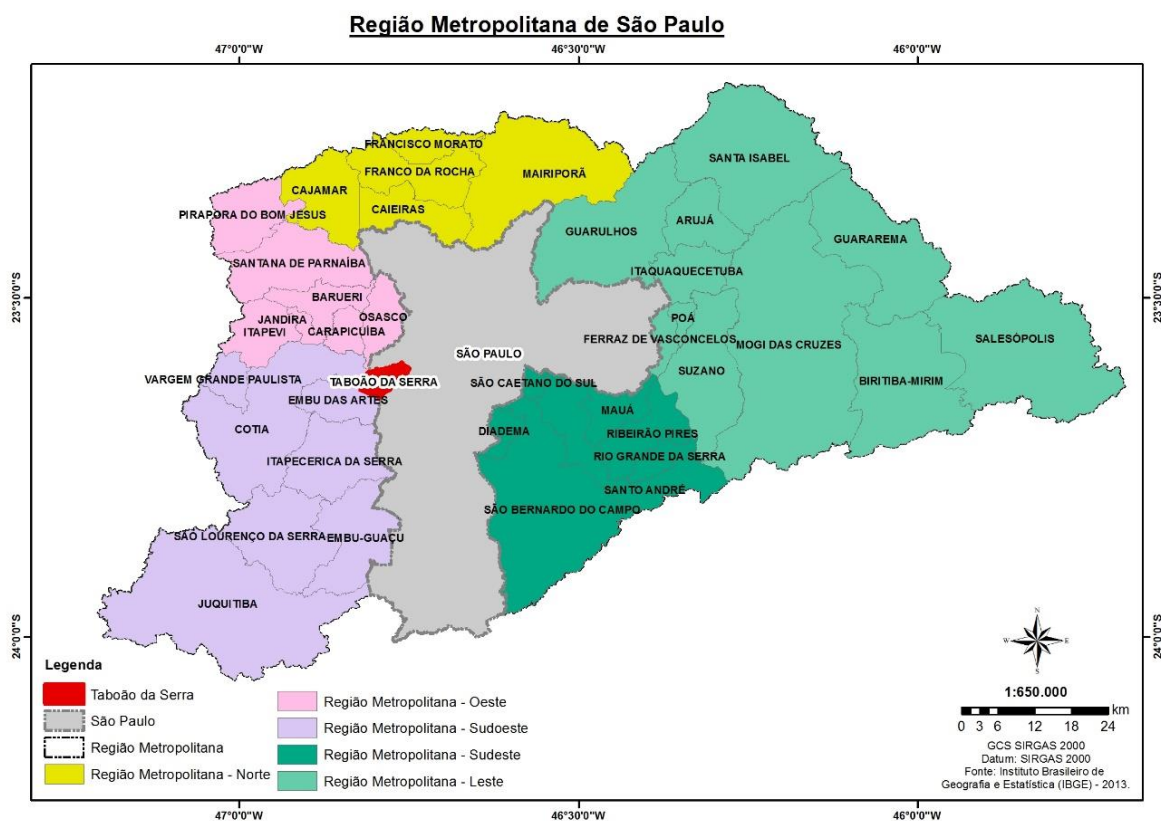 Região Metropolitana de São Paulo
47°0'0"W
46°30'0"W
46°0'0"W
23°30'0"S
23°30'0"S
24°0'0"S
24°0'0"S
FRANCISCO MORATO
SANTA ISABEL
FRANCO DA ROCHA
MAIRIPORÃ
CAJAMAR
CAIEIRAS
PIRAPORA DO BOM JESUS
ARUJÁ
GUARULHOS
GUARAREMA
SANTANA DE PARNAÍBA
ITAQUAQUECETUBA
BARUERI
JANDIRA
OSASCO
POÁ
ITAPEVI
CARAPICUÍBA
FERRAZ DE VASCONCELOS
MOGI DAS CRUZES
SALESÓPOLIS
SÃO PAULO
SUZANO
VARGEM GRANDE PAULISTA
TABOÃO DA SERRA
SÃO CAETANO DO SUL
BIRITIBA-MIRIM
EMBU DAS ARTES
MAUÁ
COTIA
DIADEMA
RIBEIRÃO PIRES
ITAPECERICA DA SERRA
RIO GRANDE DA SERRA
SANTO ANDRÉ
SÃO BERNARDO DO CAMPO
SÃO LOURENÇO DA SERRA
EMBU-GUAÇU
JUQUITIBA
Legenda
Taboão da Serra
São Paulo
Região Metropolitana
Região Metropolitana - Norte
Região Metropolitana - Oeste
Região Metropolitana - Sudoeste
Região Metropolitana - Sudeste
Região Metropolitana - Leste
N
W
E
S
1:650.000
km
0 3 6 12 18 24
GCS SIRGAS 2000
Datum: SIRGAS 2000
Fonte: Instituto Brasileiro de
Geografia e Estatística (IBGE) - 2013.
47°0'0"W
46°30'0"W
46°0'0"W